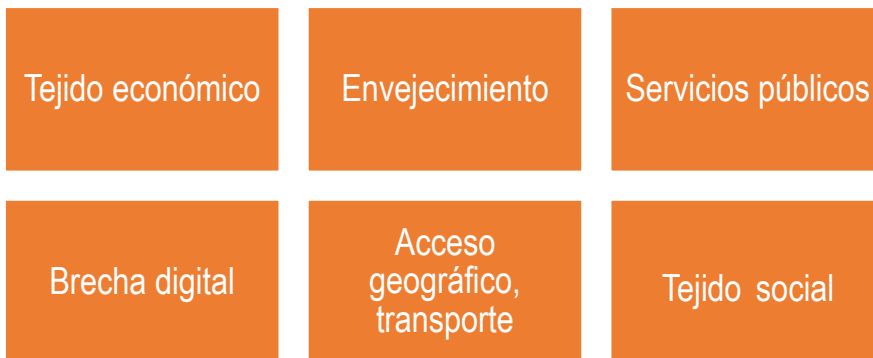 Tejido económico
Envejecimiento
Servicios públicos
Brecha digital
Acceso
geográfico,
transporte
Tejido social